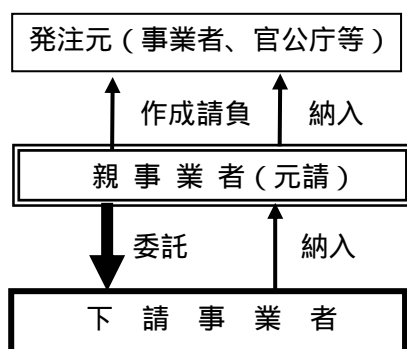 発注元（事業者、官公庁等）
作成請負 納入
親事業者（元請）
委託 納入
下請事業者